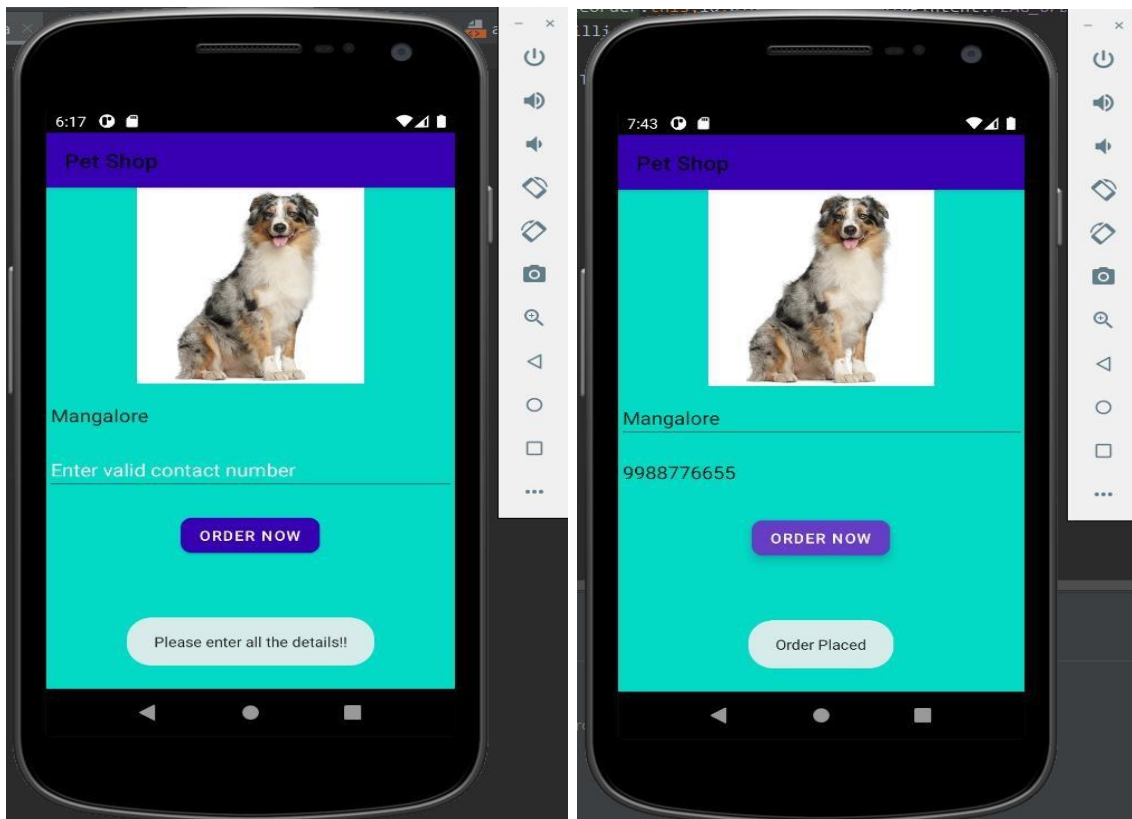 6:17
Pet Shop
Mangalore
Enter valid contact number
ORDER NOW
Please enter all the details!!
7:43
Pet Shop
Mangalore
9988776655
ORDER NOW
Order Placed